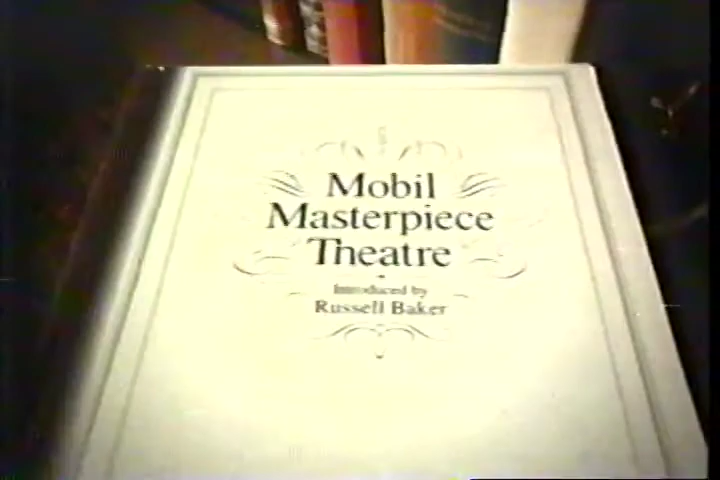 Mobil
Masterpiece
Theatre
Introduced by
Russell Baker